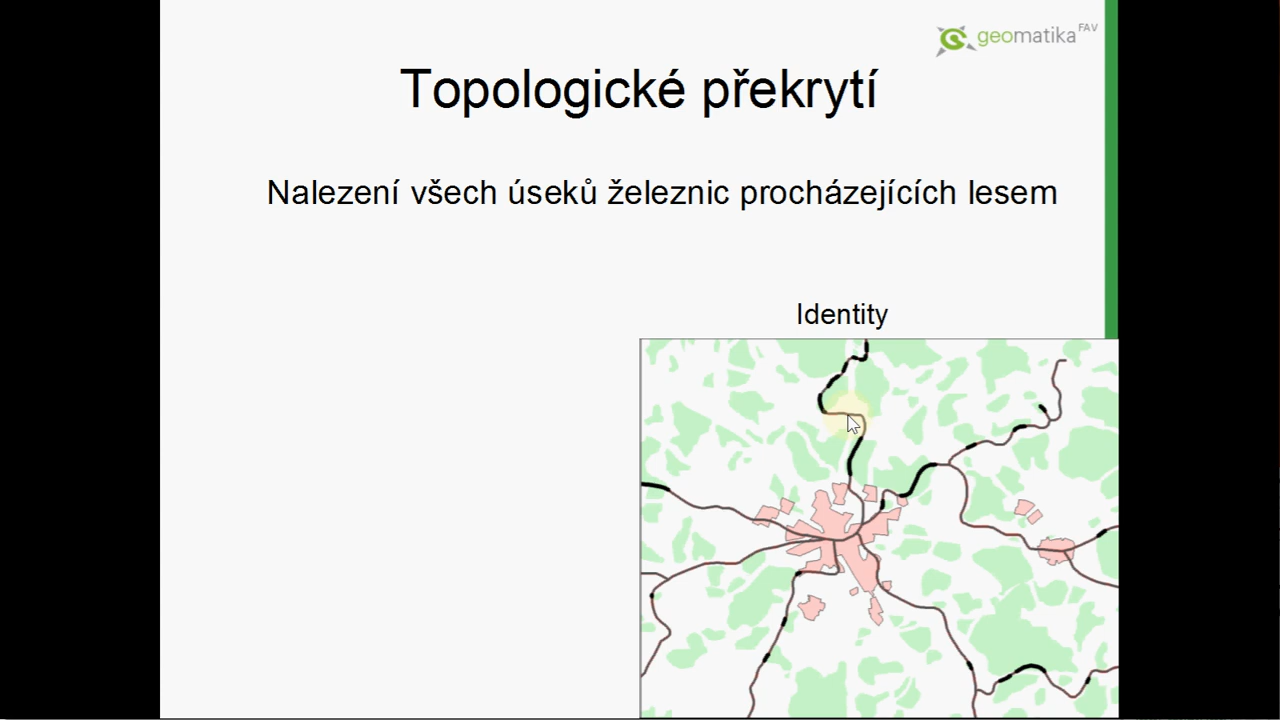 geomatika FAV
Topologické překrytí
Nalezení všech úseků železnic procházejících lesem
Identity